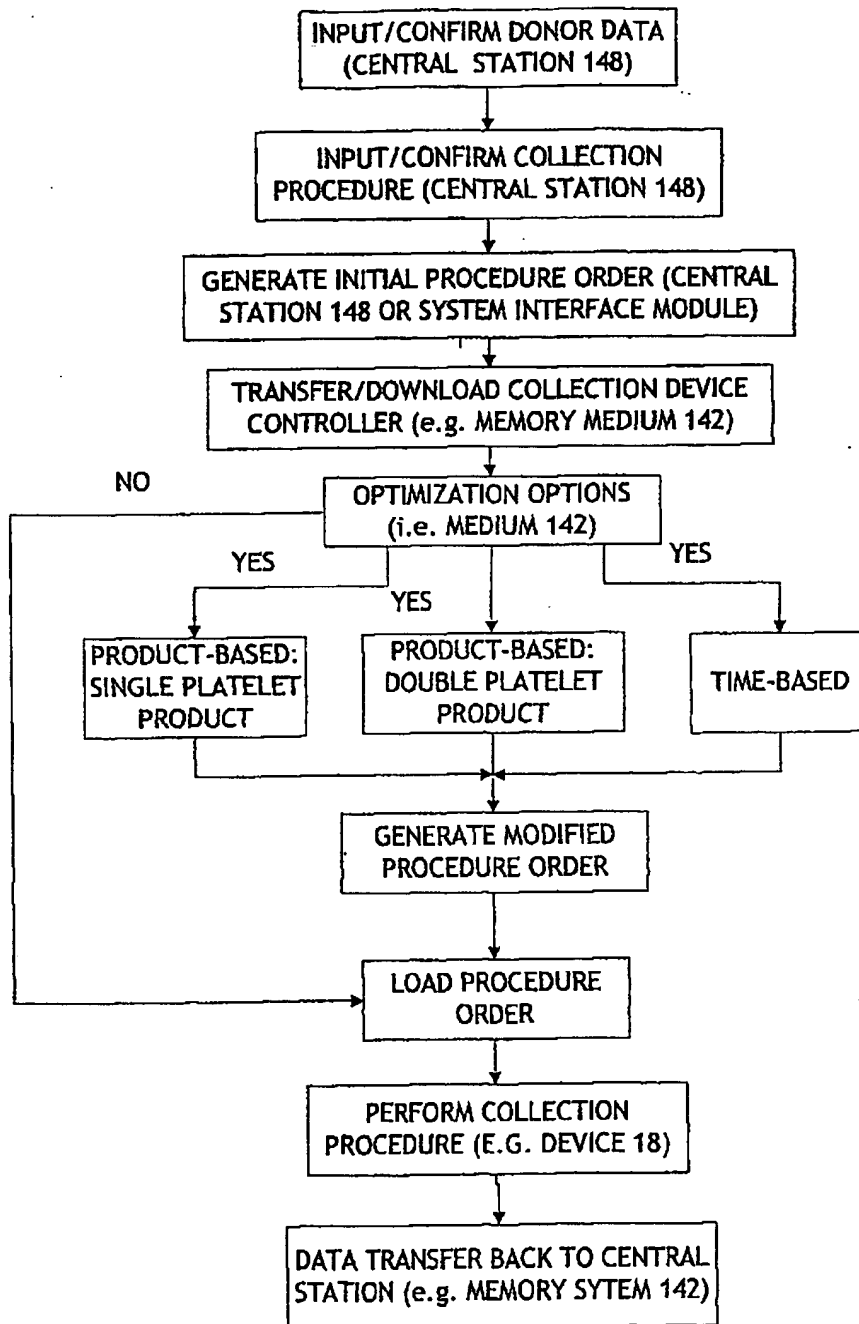 INPUT/CONFIRM DONOR DATA
(CENTRAL STATION 148)
INPUT/CONFIRM COLLECTION
PROCEDURE (CENTRAL STATION 148)
GENERATE INITIAL PROCEDURE ORDER (CENTRAL
STATION 148 OR SYSTEM INTERFACE MODULE)
TRANSFER/DOWNLOAD COLLECTION DEVICE
CONTROLLER (e.g. MEMORY MEDIUM 142)
NO
OPTIMIZATION OPTIONS
(i.e. MEDIUM 142)
YES
YES
YES
PRODUCT-BASED:
SINGLE PLATELET
PRODUCT
PRODUCT-BASED:
DOUBLE PLATELET
PRODUCT
TIME-BASED
GENERATE MODIFIED
PROCEDURE ORDER
LOAD PROCEDURE
ORDER
PERFORM COLLECTION
PROCEDURE (E.G. DEVICE 18)
DATA TRANSFER BACK TO CENTRAL
STATION (e.g. MEMORY SYTEM 142)